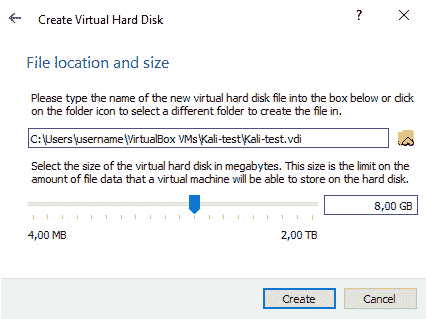 Create Virtual Hard Disk
File location and size
Please type the name of the new virtual hard disk file into the box below or click
on the folder icon to select a different folder to create the file in.
C:\Users\username\VirtualBox VMs\Kali-test\Kali-test.vdi
Select the size of the virtual hard disk in megabytes. This size is the limit on the
amount of file data that a virtual machine will be able to store on the hard disk.
8,00 GB
4,00 MB 2,00 TB
Create Cancel